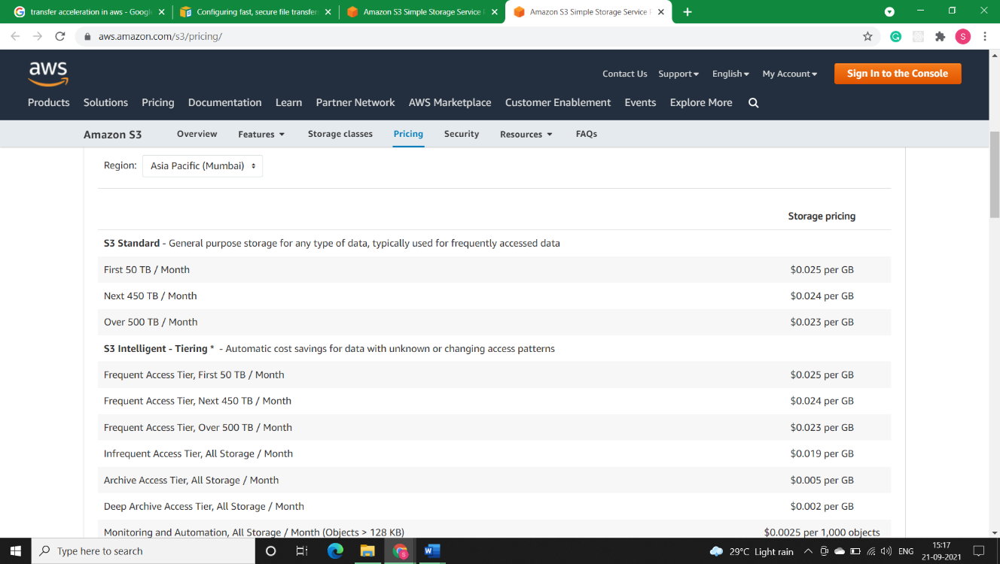 transfer acceleration in aws - Googl
Configuring fast, secure file transfer
Amazon S3 Simple Storage Service
Amazon S3 Simple Storage Service
aws.amazon.com/s3/pricing/
S
aws
Contact Us Support English My Account Sign In to the Console
Products Solutions Pricing Documentation Learn Partner Network AWS Marketplace Customer Enablement Events Explore More
Amazon S3 Overview Features Storage classes Pricing Security Resources FAQs
Region: Asia Pacific (Mumbai)
Storage pricing
S3 Standard - General purpose storage for any type of data, typically used for frequently accessed data
First 50 TB / Month $0.025 per GB
Next 450 TB / Month $0.024 per GB
Over 500 TB / Month $0.023 per GB
S3 Intelligent - Tiering * - Automatic cost savings for data with unknown or changing access patterns
Frequent Access Tier, First 50 TB / Month $0.025 per GB
Frequent Access Tier, Next 450 TB / Month $0.024 per GB
Frequent Access Tier, Over 500 TB / Month $0.023 per GB
Infrequent Access Tier, All Storage / Month $0.019 per GB
Archive Access Tier, All Storage / Month $0.005 per GB
Deep Archive Access Tier, All Storage / Month $0.002 per GB
Monitoring and Automation, All Storage / Month (Objects > 128 KB) $0.0025 per 1,000 objects
Type here to search
29°C Light rain
ENG
15:17
21-09-2021